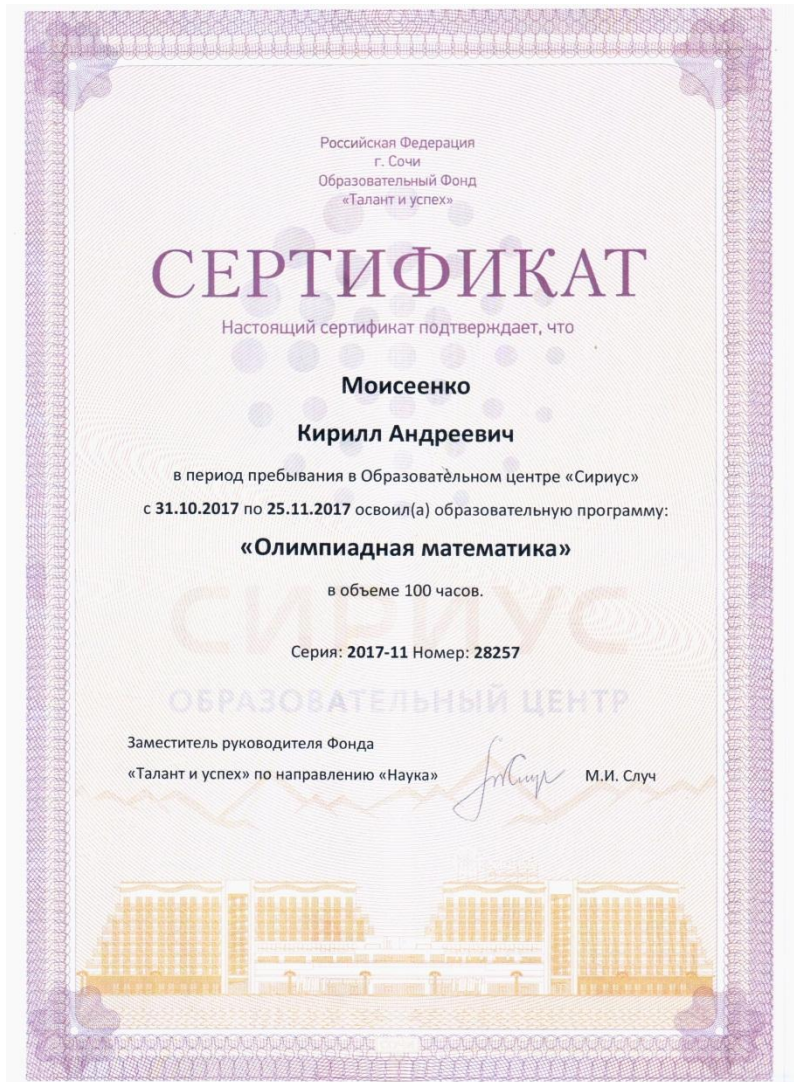 Российская Федерация
г. Сочи
Образовательный Фонд
«Талант и успех»
СЕРТИФИКАТ
Настоящий сертификат подтверждает, что
Моисеенко
Кирилл Андреевич
в период пребывания в Образовательном центре «Сириус»
с 31.10.2017 по 25.11.2017 освоил(а) образовательную программу:
«Олимпиадная математика»
в объеме 100 часов.
СИРИУС
Серия: 2017-11 Номер: 28257
ОБРАЗОВАТЕЛЬНЫЙ ЦЕНТР
Заместитель руководителя Фонда
«Талант и успех» по направлению «Наука»
М.И. Случ